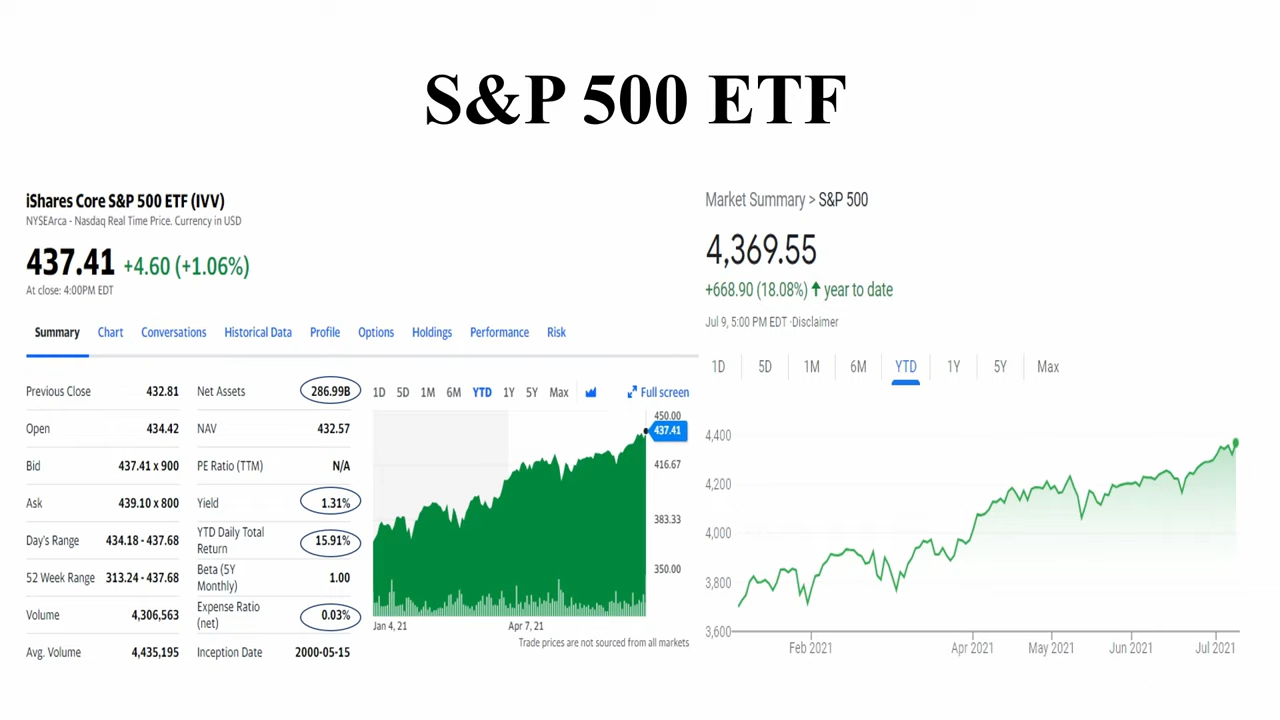 S&P 500 ETF
iShares Core S&P 500 ETF (IVV)
NYSEArca - Nasdaq Real Time Price. Currency in USD
437.41 +4.60 (+1.06%)
At close: 4:00PM EDT
Summary Chart Conversations Historical Data Profile Options Holdings Performance Risk
Previous Close 432.81
Open 434.42
Bid 437.41 x 900
Ask 439.10 x 800
Day's Range 434.18 - 437.68
52 Week Range 313.24 - 437.68
Volume 4,306,563
Avg. Volume 4,435,195
Net Assets 286.99B
NAV 432.57
PE Ratio (TTM) N/A
Yield 1.31%
YTD Daily Total
Return 15.91%
Beta (5Y
Monthly) 1.00
Expense Ratio
(net) 0.03%
Inception Date 2000-05-15
1D 5D 1M 6M YTD 1Y 5Y Max Full screen
450.00
437.41
416.67
383.33
350.00
Jan 4, 21 Apr 7, 21
Trade prices are not sourced from all markets
Market Summary > S&P 500
4,369.55
+668.90 (18.08%) ↑ year to date
Jul 9, 5:00 PM EDT ·Disclaimer
1D 5D 1M 6M YTD 1Y 5Y Max
4,400
4,200
4,000
3,800
3,600
Feb 2021 Apr 2021 May 2021 Jun 2021 Jul 2021